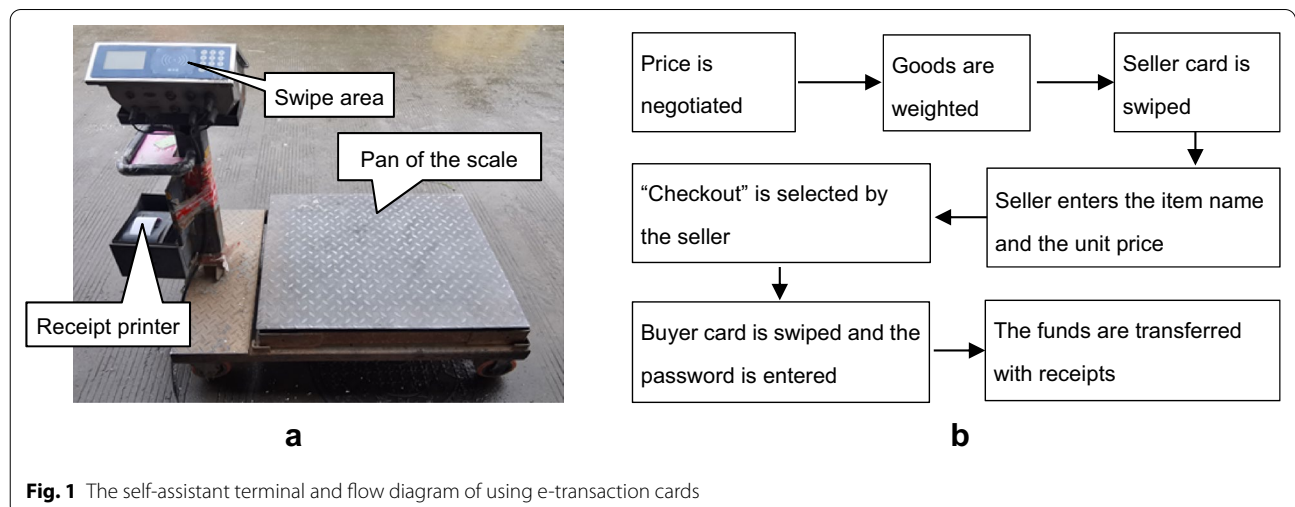 Swipe area
Pan of the scale
Receipt printer
a
Price is
negotiated
Goods are
weighted
Seller card is
swiped
Seller enters the item name
and the unit price
“Checkout” is selected by
the seller
Buyer card is swiped and the
password is entered
The funds are transferred
with receipts
b
Fig. 1 The self-assistant terminal and flow diagram of using e-transaction cards